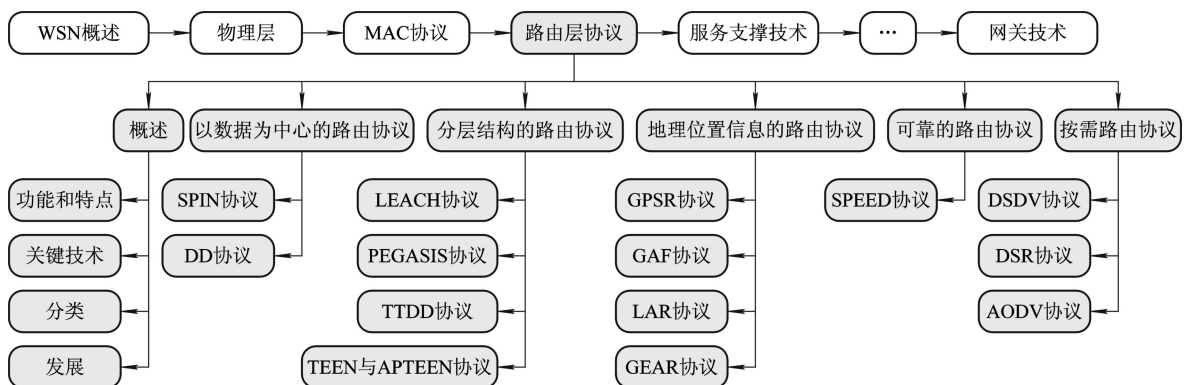 WSN概述
物理层
MAC协议
路由层协议
服务支撑技术
…
网关技术
概述
以数据为中心的路由协议
分层结构的路由协议
地理位置信息的路由协议
可靠的路由协议
按需路由协议
功能和特点
SPIN协议
LEACH协议
GPSR协议
SPEED协议
DSDV协议
关键技术
DD协议
PEGASIS协议
GAF协议
DSR协议
分类
TTDD协议
LAR协议
AODV协议
发展
TEEN与APTEEN协议
GEAR协议